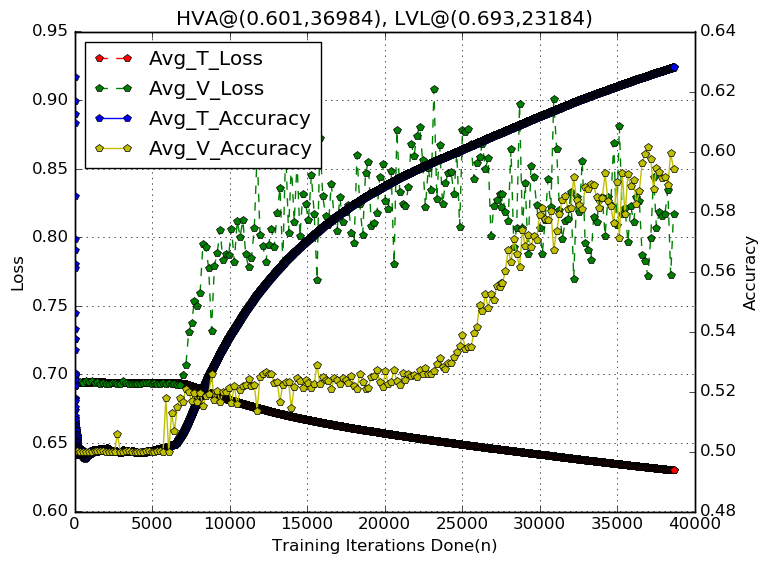 HVA@(0.601,36984), LVL@(0.693,23184)
Avg_T_Loss
Avg_V_Loss
Avg_T_Accuracy
Avg_V_Accuracy
Loss
0.95
0.90
0.85
0.80
0.75
0.70
0.65
0.60
Accuracy
0.64
0.62
0.60
0.58
0.56
0.54
0.52
0.50
0.48
0 5000 10000 15000 20000 25000 30000 35000 40000
Training Iterations Done(n)